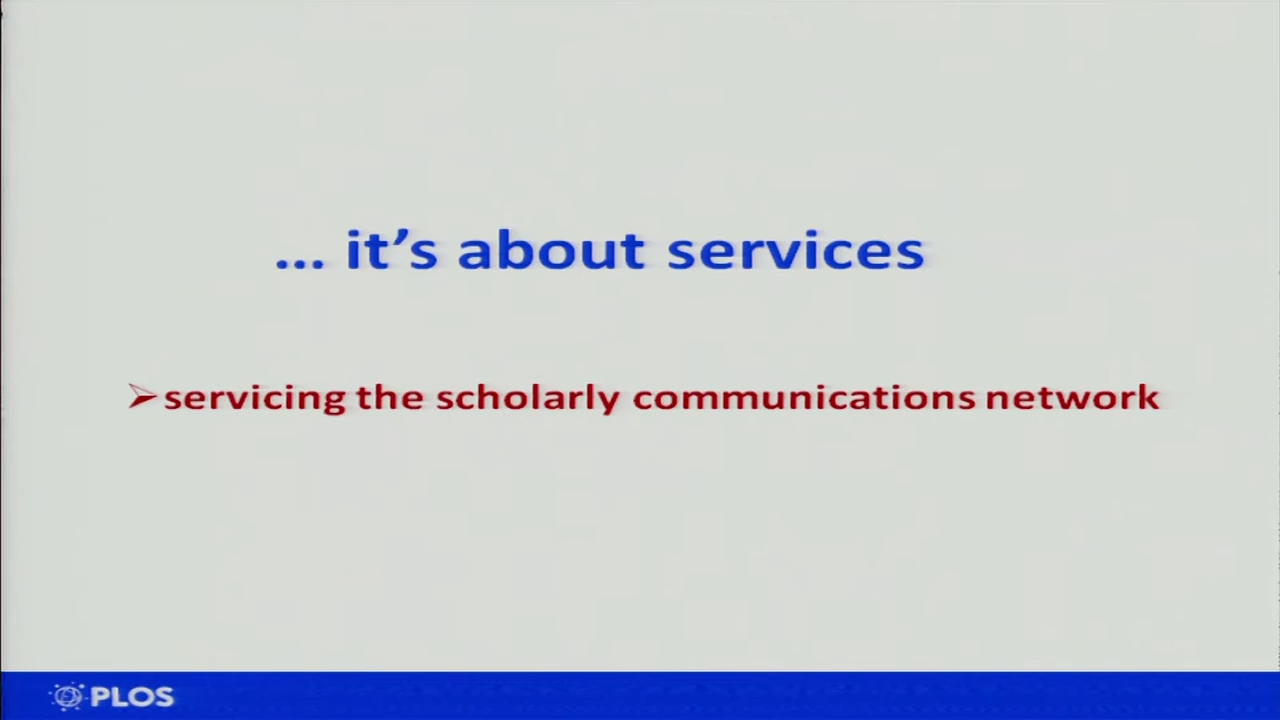 … it’s about services
➢servicing the scholarly communications network
PLOS